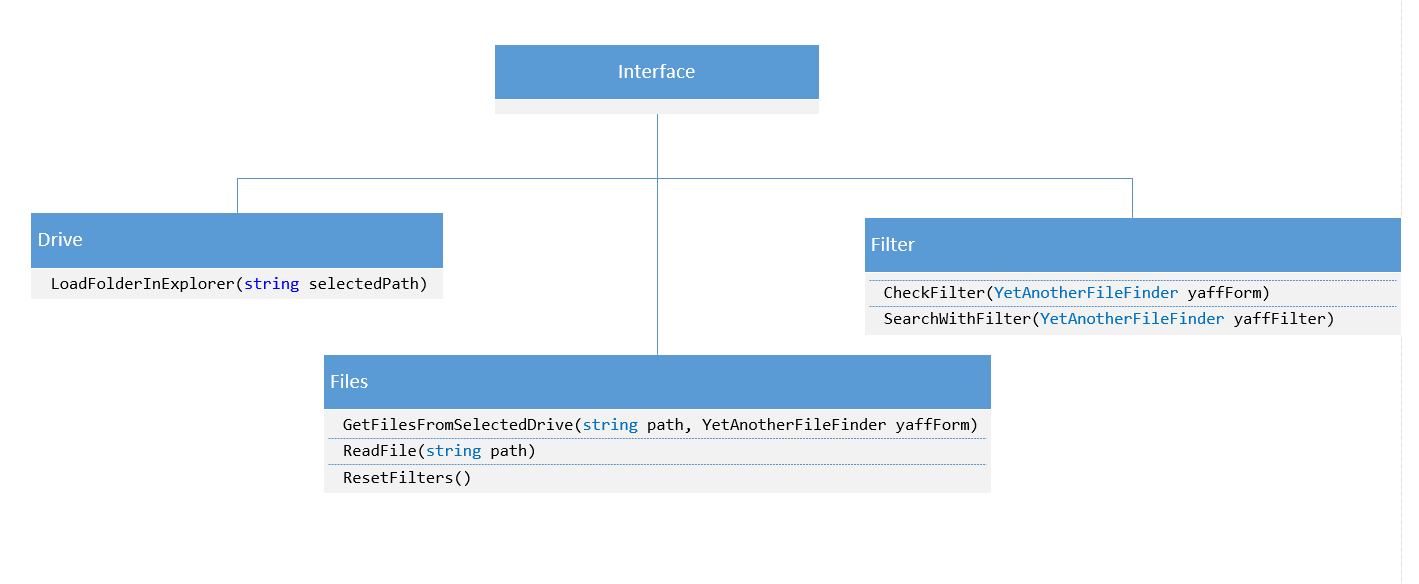 Interface
Drive
LoadFolderInExplorer(string selectedPath)
Filter
CheckFilter(YetAnotherFileFinder yaffForm)
SearchWithFilter(YetAnotherFileFinder yaffFilter)
Files
GetFilesFromSelectedDrive(string path, YetAnotherFileFinder yaffForm)
ReadFile(string path)
ResetFilters()